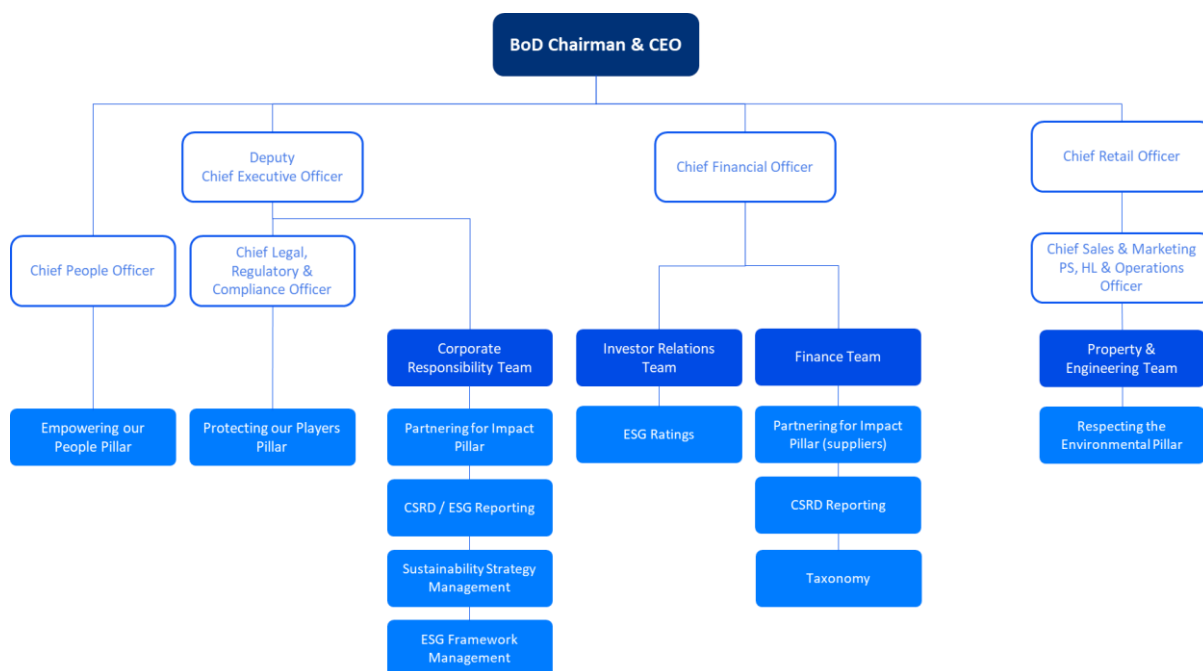 BoD Chairman & CEO
Deputy
Chief Executive Officer
Chief Financial Officer
Chief Retail Officer
Chief People Officer
Chief Legal,
Regulatory &
Compliance Officer
Chief Sales & Marketing
PS, HL & Operations
Officer
Corporate
Responsibility Team
Investor Relations
Team
Finance Team
Property &
Engineering Team
Empowering our
People Pillar
Protecting our Players
Pillar
Partnering for Impact
Pillar
ESG Ratings
Partnering for Impact
Pillar (suppliers)
Respecting the
Environmental Pillar
CSRD / ESG Reporting
CSRD Reporting
Sustainability Strategy
Management
Taxonomy
ESG Framework
Management